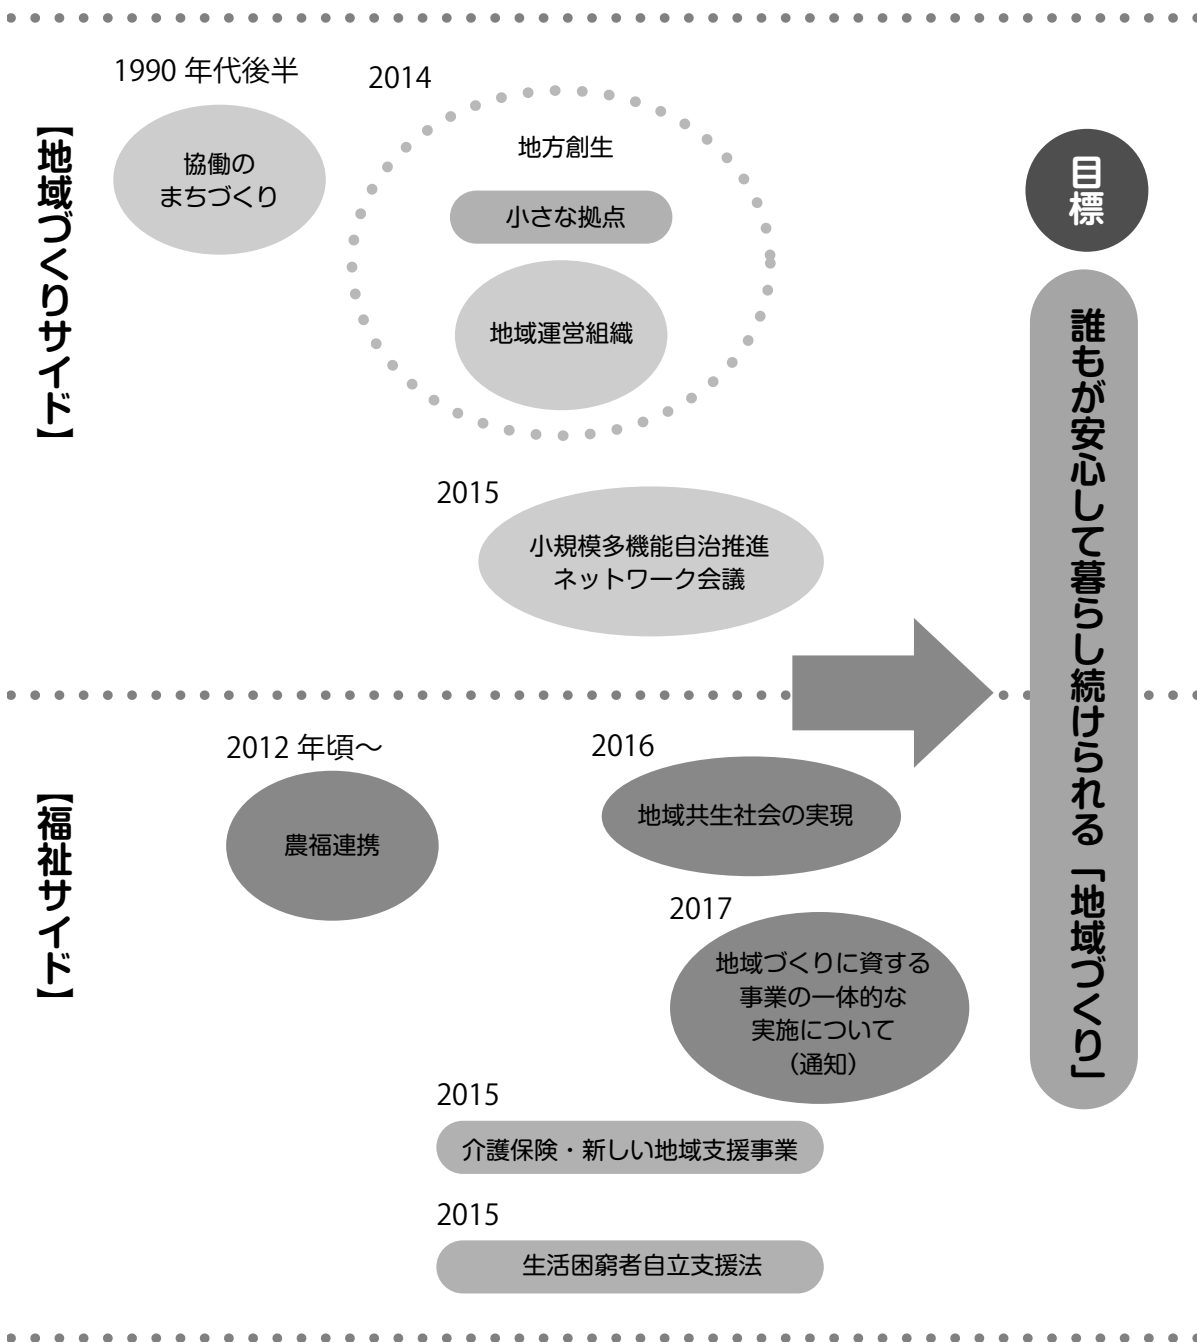 【地域づくりサイド】
1990 年代後半
協働の
まちづくり
2014
地方創生
小さな拠点
地域運営組織
2015
小規模多機能自治推進
ネットワーク会議
【福祉サイド】
2012 年頃～
農福連携
2016
地域共生社会の実現
2017
地域づくりに資する
事業の一体的な
実施について
（通知）
2015
介護保険・新しい地域支援事業
2015
生活困窮者自立支援法
目標
誰もが安心して暮らし続けられる「地域づくり」